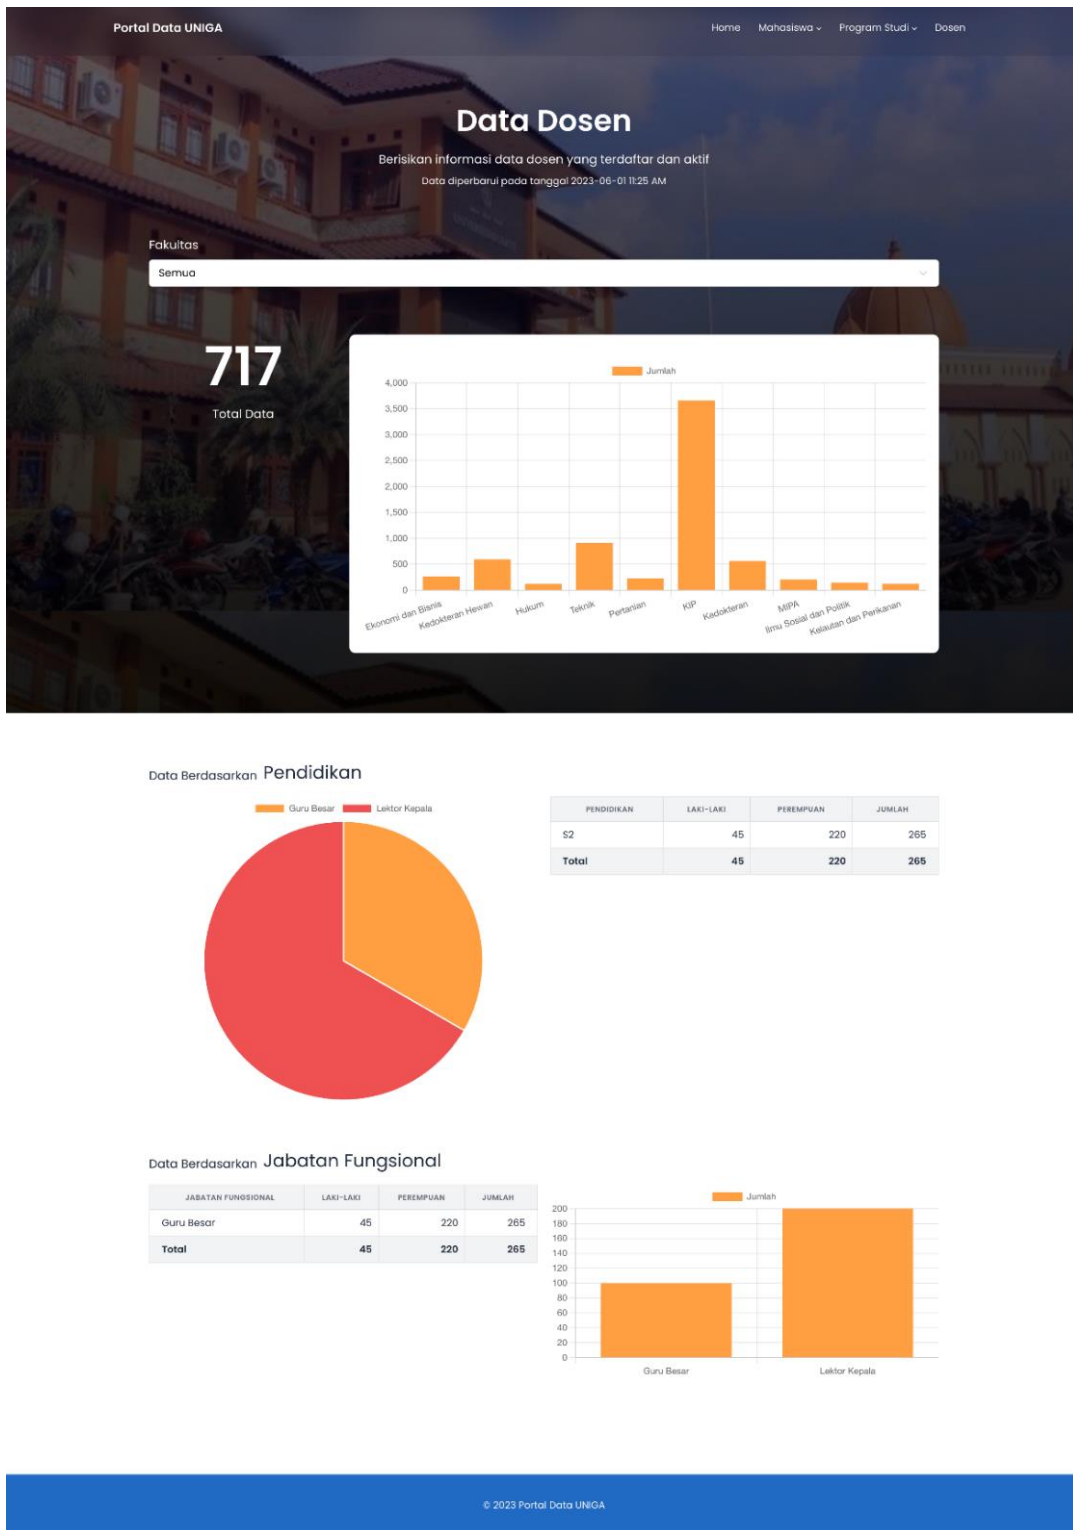 Portal Data UNIGA Home Mahasiswa Program Studi Dosen
Data Dosen
Berisikan informasi data dosen yang terdaftar dan aktif
Data diperbarui pada tanggal 2023-06-01 11:25 AM
Fakultas
Semua
717
Total Data
Jumlah
4,000
3,500
3,000
2,500
2,000
1,500
1,000
500
0
Ekonomi dan Bisnis Kedokteran Hewan Hukum Teknik Pertanian KIP Kedokteran MIPA Ilmu Sosial dan Politik Kelautan dan Perikanan
Data Berdasarkan Pendidikan
Guru Besar Lektor Kepala
PENDIDIKAN LAKI-LAKI PEREMPUAN JUMLAH
S2 45 220 265
Total 45 220 265
Data Berdasarkan Jabatan Fungsional
JABATAN FUNGSIONAL LAKI-LAKI PEREMPUAN JUMLAH
Guru Besar 45 220 265
Total 45 220 265
Jumlah
200
180
160
140
120
100
80
60
40
20
0
Guru Besar Lektor Kepala
© 2023 Portal Data UNIGA